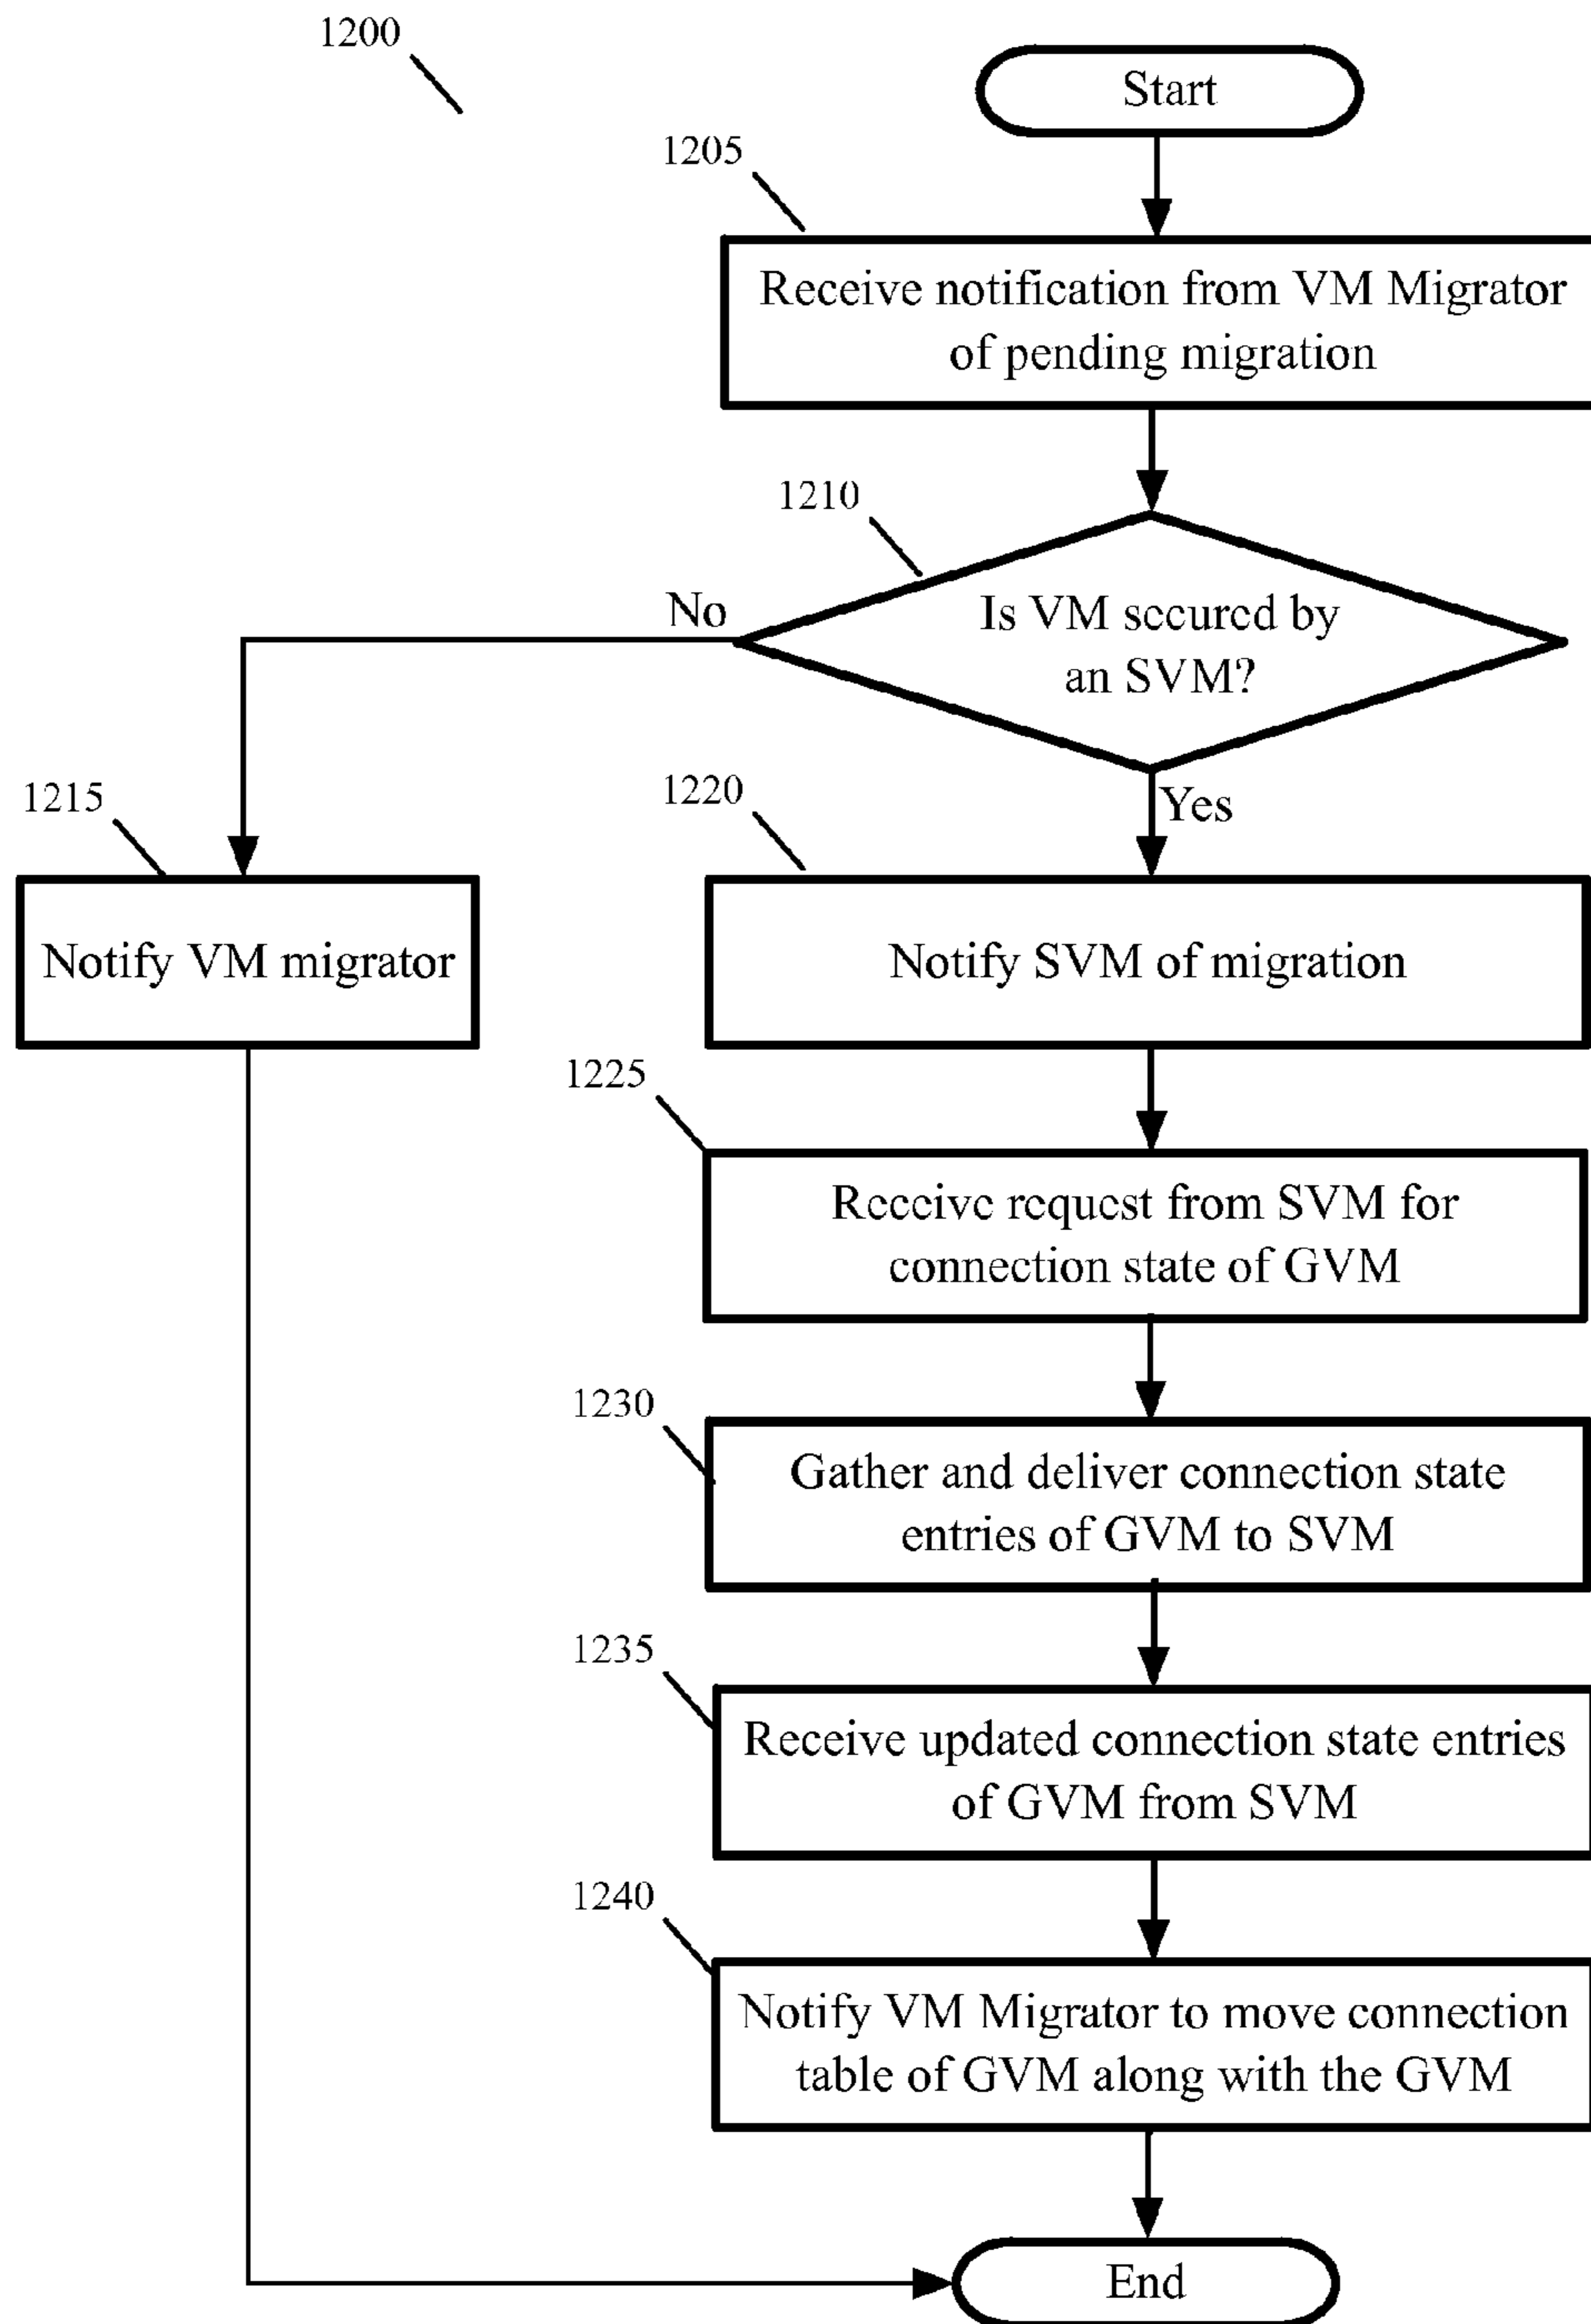 1200
Start
1205
Receive notification from VM Migrator
of pending migration
1210
No
Is VM secured by
an SVM?
Yes
1215
1220
Notify VM migrator
Notify SVM of migration
1225
Receive request from SVM for
connection state of GVM
1230
Gather and deliver connection state
entries of GVM to SVM
1235
Receive updated connection state entries
of GVM from SVM
1240
Notify VM Migrator to move connection
table of GVM along with the GVM
End